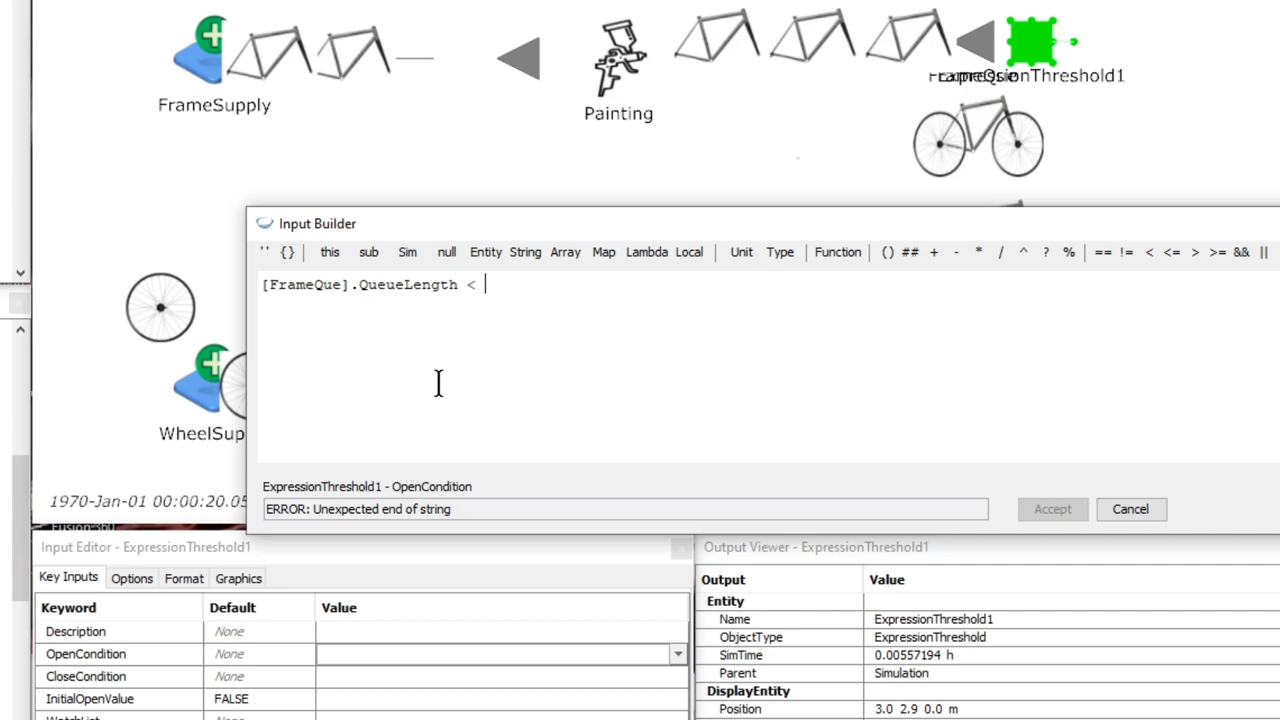 FrameSupply
Painting
ExpressionThreshold1
Input Builder
'' {} this sub Sim null Entity String Array Map Lambda Local Unit Type Function () ## + - * / ^ ? % == != < <= > >= && ||
[FrameQue].QueueLength <
WheelSup
1970-Jan-01 00:00:20.05
ExpressionThreshold1 - OpenCondition
ERROR: Unexpected end of string
Accept Cancel
Fusion 360
Input Editor - ExpressionThreshold1
Output Viewer - ExpressionThreshold1
Key Inputs Options Format Graphics
Keyword Default Value
Description None
OpenCondition None
CloseCondition None
InitialOpenValue FALSE
WatchList None
Output Value
Entity
Name ExpressionThreshold1
ObjectType ExpressionThreshold
SimTime 0.00557194 h
Parent Simulation
DisplayEntity
Position 3.0 2.9 0.0 m